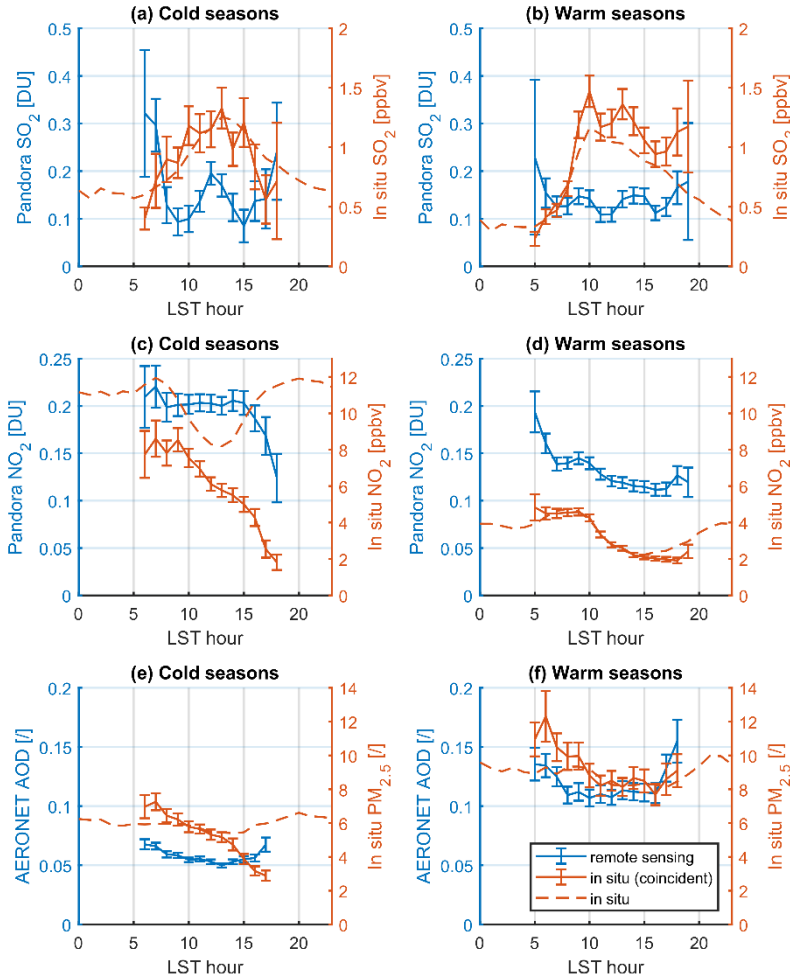 (a) Cold seasons
(b) Warm seasons
0.5
0.4
0.3
0.2
0.1
0
Pandora SO2 [DU]
2
1.5
1
0.5
0
In situ SO2 [ppbv]
0 5 10 15 20
LST hour
0.5
0.4
0.3
0.2
0.1
0
Pandora SO2 [DU]
2
1.5
1
0.5
0
In situ SO2 [ppbv]
0 5 10 15 20
LST hour
(c) Cold seasons
(d) Warm seasons
0.25
0.2
0.15
0.1
0.05
0
Pandora NO2 [DU]
12
10
8
6
4
2
0
In situ NO2 [ppbv]
0 5 10 15 20
LST hour
0.25
0.2
0.15
0.1
0.05
0
Pandora NO2 [DU]
12
10
8
6
4
2
0
In situ NO2 [ppbv]
0 5 10 15 20
LST hour
(e) Cold seasons
(f) Warm seasons
0.2
0.15
0.1
0.05
0
AERONET AOD [/]
14
12
10
8
6
4
2
0
In situ PM2.5 [/]
0 5 10 15 20
LST hour
0.2
0.15
0.1
0.05
0
AERONET AOD [/]
14
12
10
8
6
4
2
0
In situ PM2.5 [/]
0 5 10 15 20
LST hour
remote sensing
in situ (coincident)
in situ